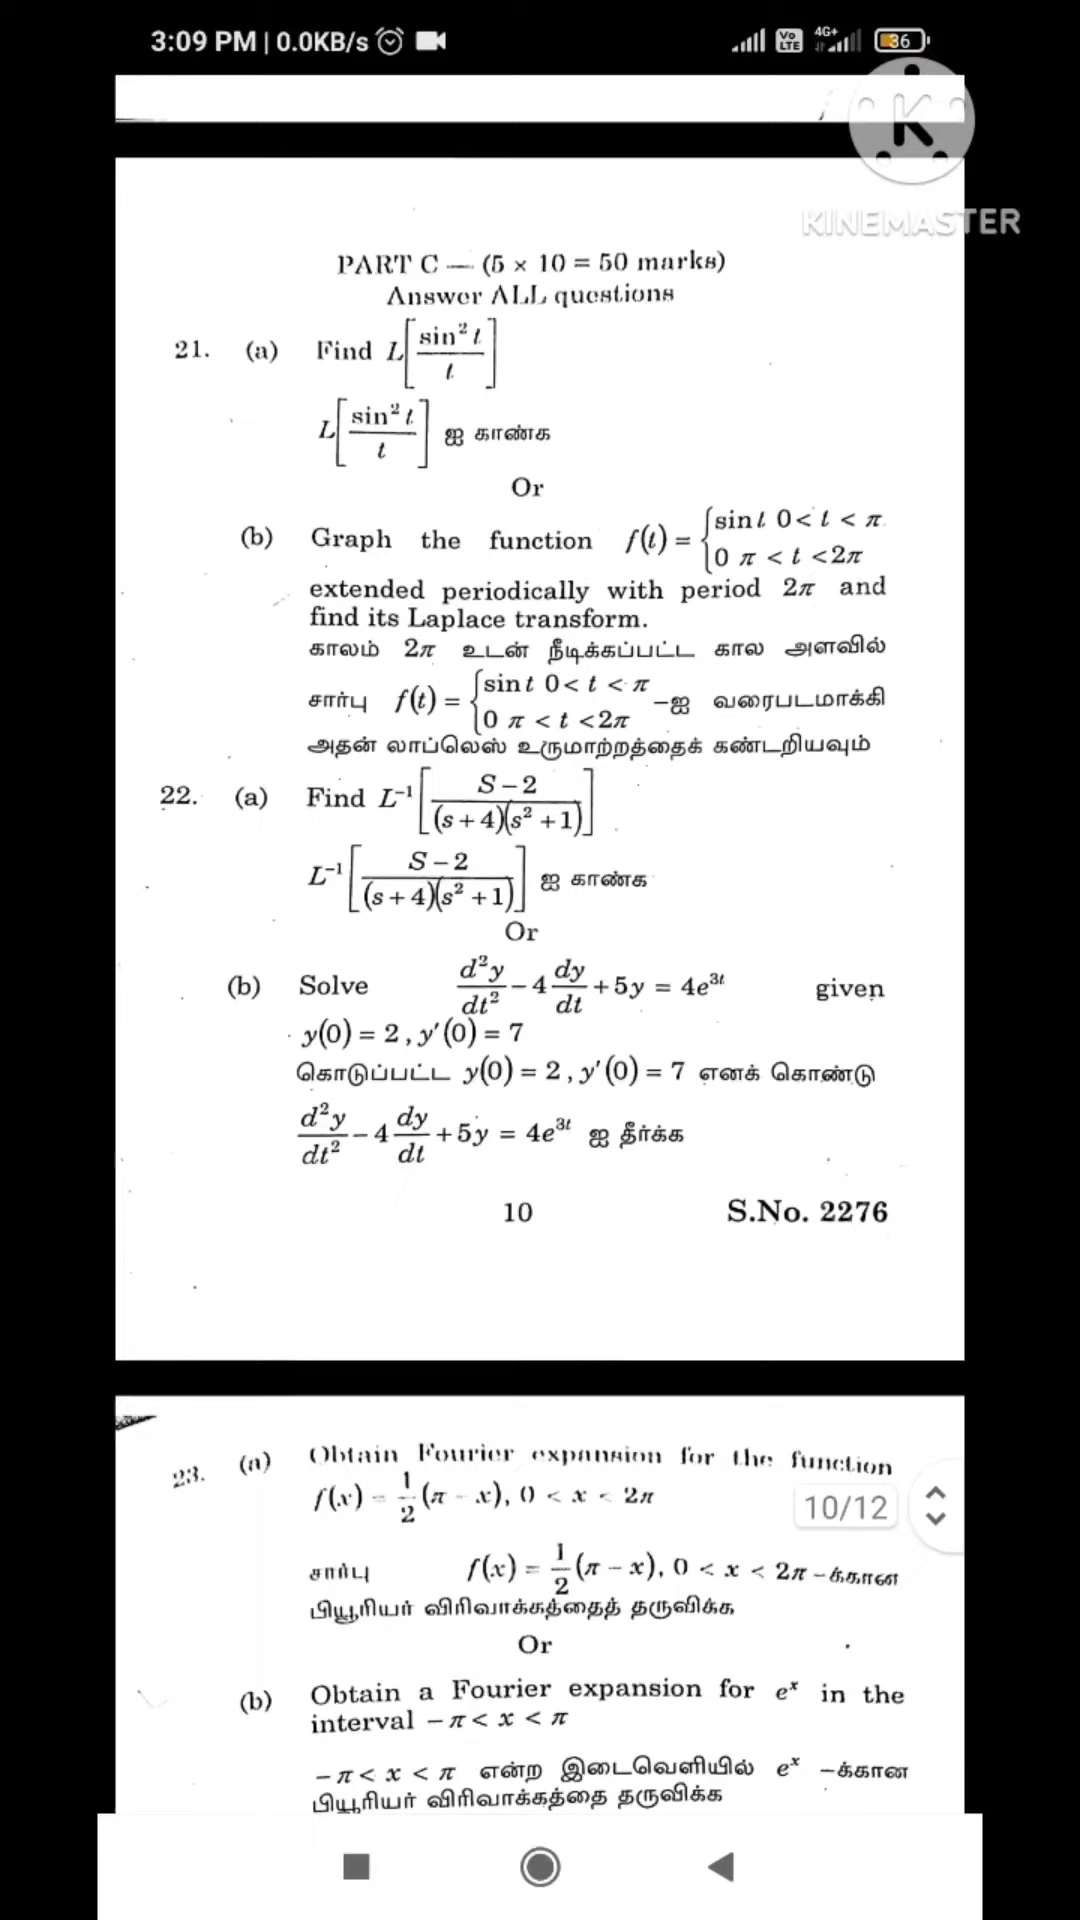 3:09 PM | 0.0KB/s
Vo LTE 4G+ 36
K
KINEMASTER
PART C — (5 × 10 = 50 marks)
Answer ALL questions
21. (a) Find L[sin² t / t]
L[sin² t / t] ஐ காண்க
Or
(b) Graph the function f(t) = {sin t 0 < t < π
0 π < t < 2π
extended periodically with period 2π and
find its Laplace transform.
காலம் 2π உடன் நீடிக்கப்பட்ட கால அளவில்
சார்பு f(t) = {sin t 0 < t < π
0 π < t < 2π –ஐ வரைபடமாக்கி
அதன் லாப்லெஸ் உருமாற்றத்தைக் கண்டறியவும்
22. (a) Find L⁻¹[S – 2 / (s + 4)(s² + 1)]
L⁻¹[S – 2 / (s + 4)(s² + 1)] ஐ காண்க
Or
(b) Solve d²y/dt² – 4 dy/dt + 5y = 4e³ᵗ given
y(0) = 2, y′(0) = 7
கொடுப்பட்ட y(0) = 2, y′(0) = 7 எனக் கொண்டு
d²y/dt² – 4 dy/dt + 5y = 4e³ᵗ ஐ தீர்க்க
10 S.No. 2276
23. (a) Obtain Fourier expansion for the function
f(x) = 1/2 (π – x), 0 < x < 2π
10/12
சார்பு f(x) = 1/2 (π – x), 0 < x < 2π –க்கான
பியூரியர் விரிவாக்கத்தைத் தருவிக்க
Or
(b) Obtain a Fourier expansion for eˣ in the
interval – π < x < π
– π < x < π என்ற இடைவெளியில் eˣ –க்கான
பியூரியர் விரிவாக்கத்தை தருவிக்க